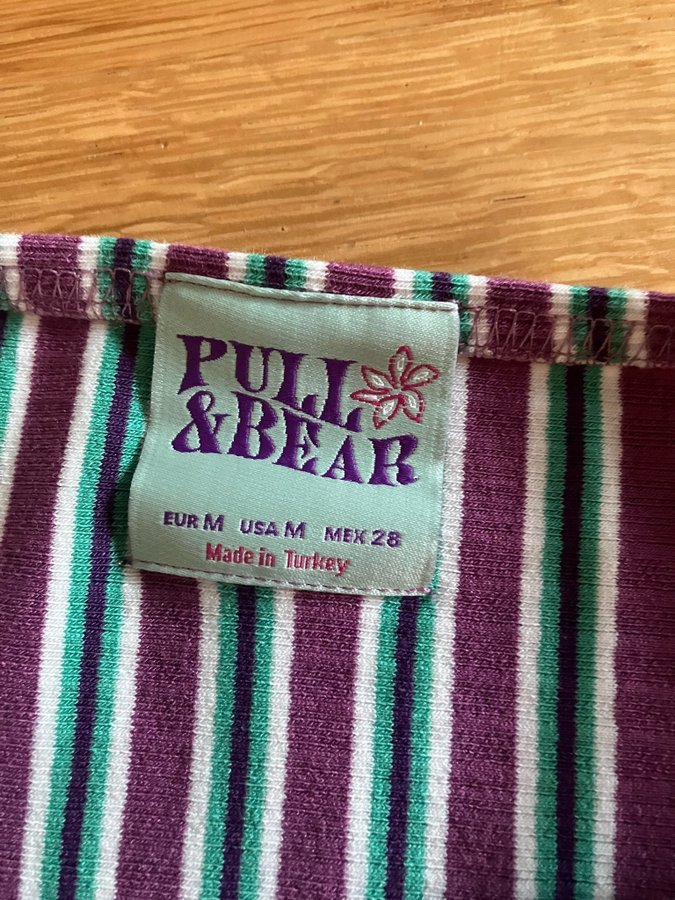 PULL
&BEAR
EUR M USA M MEX 28
Made in Turkey